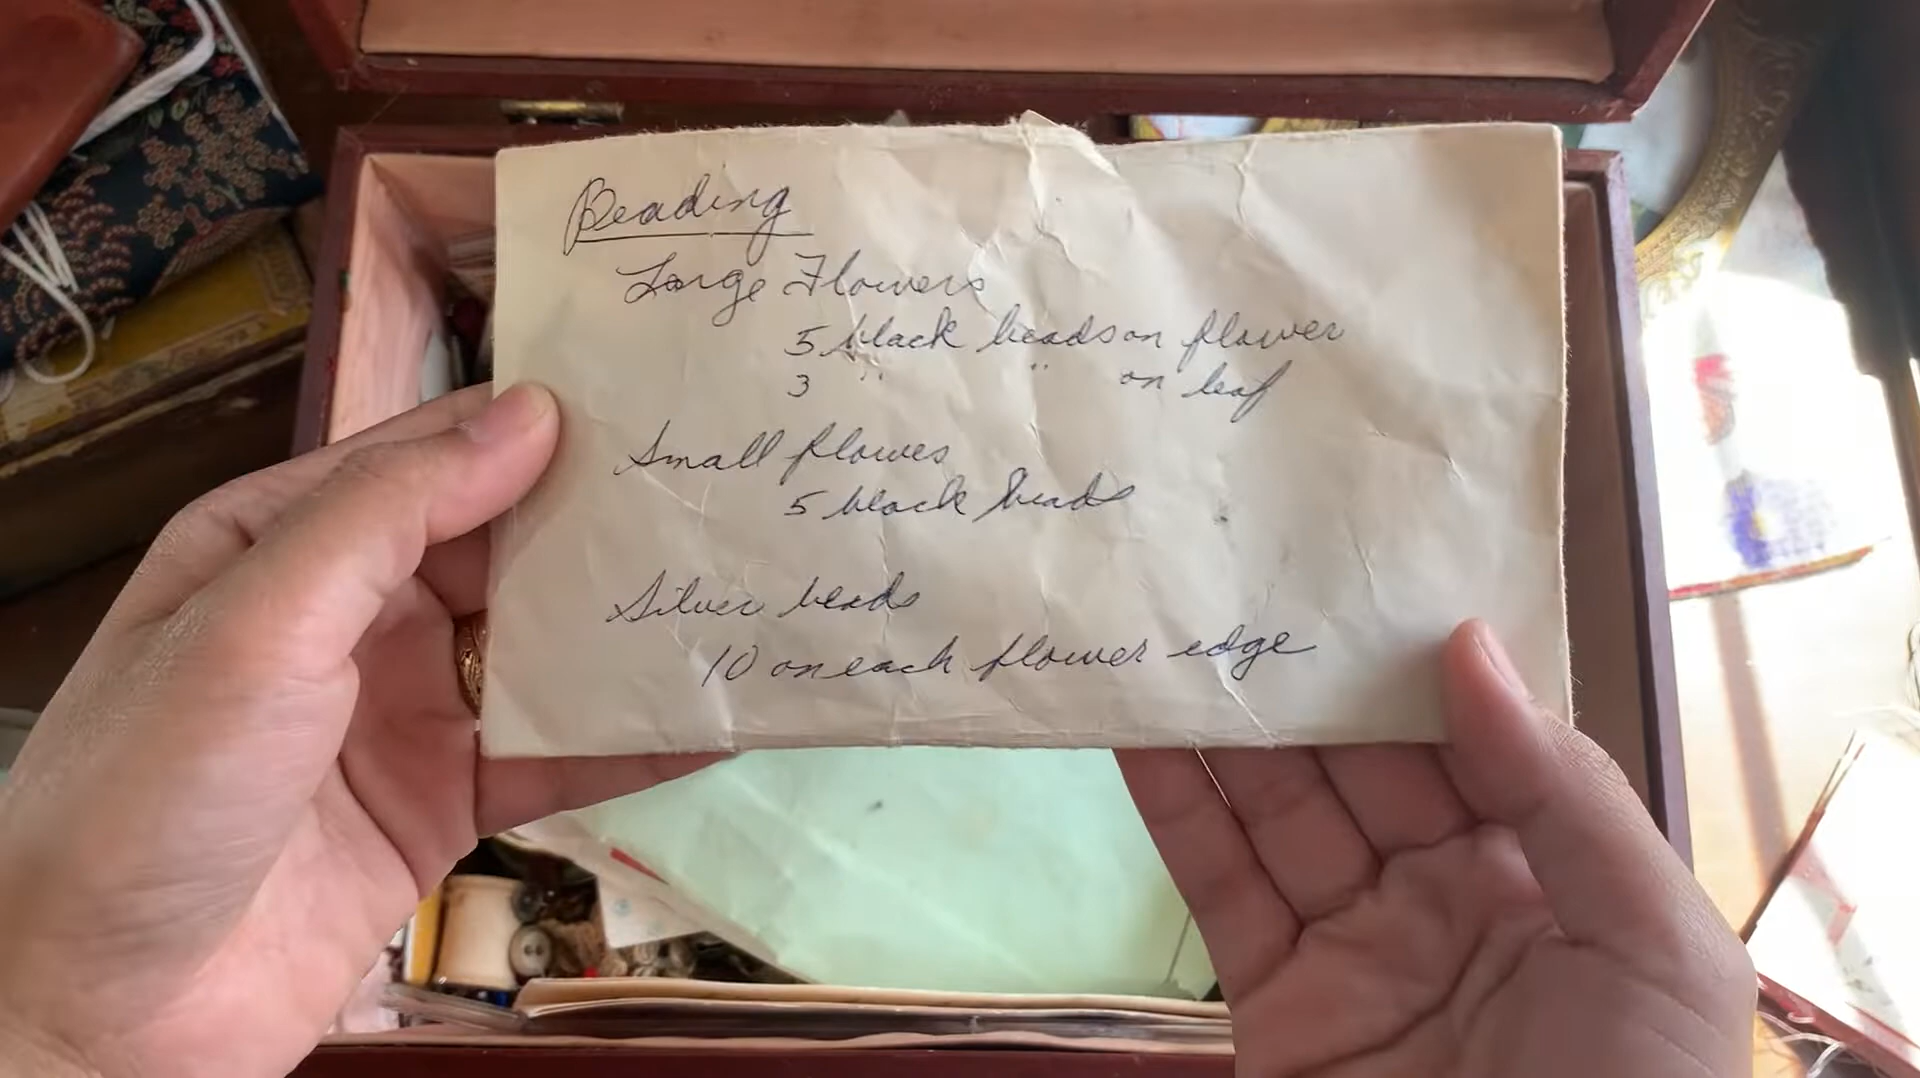 Beading
Large Flowers
5 black beads on flower
3 " " on leaf
Small flowes
5 black beads
Silver beads
10 on each flower edge